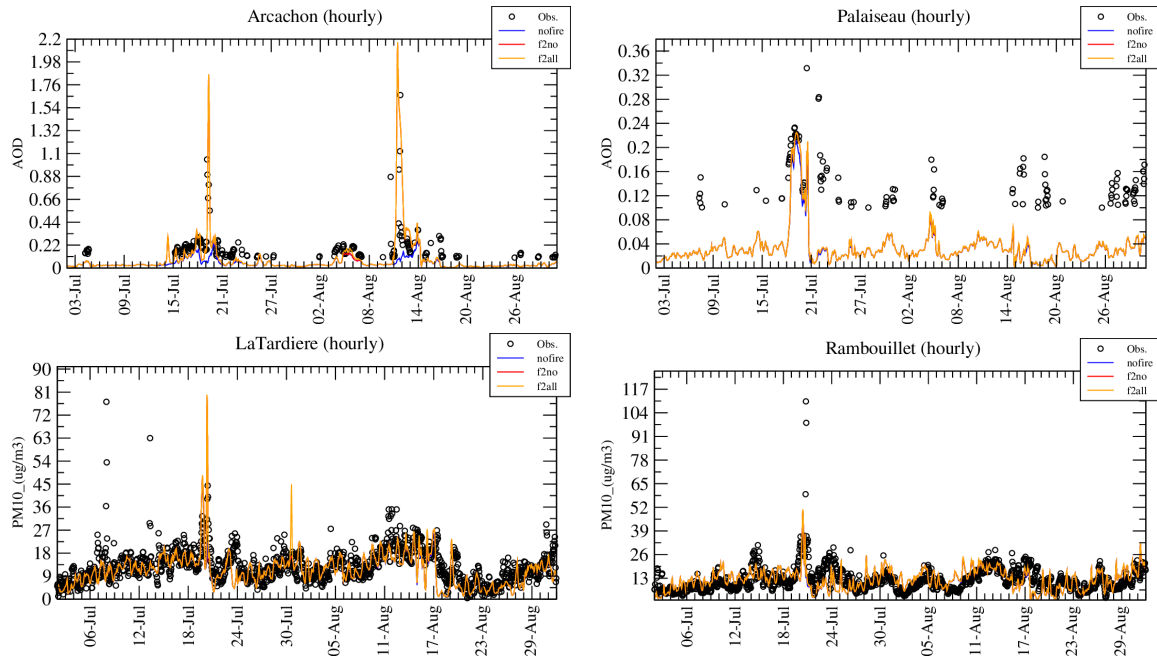 Arcachon (hourly)
Obs.
nofire
f2no
f2all
2.2
1.98
1.76
1.54
1.32
1.1
0.88
0.66
0.44
0.22
0
AOD
03-Jul
09-Jul
15-Jul
21-Jul
27-Jul
02-Aug
08-Aug
14-Aug
20-Aug
26-Aug
Palaiseau (hourly)
Obs.
nofire
f2no
f2all
0.36
0.32
0.28
0.24
0.2
0.16
0.12
0.08
0.04
0
AOD
03-Jul
09-Jul
15-Jul
21-Jul
27-Jul
02-Aug
08-Aug
14-Aug
20-Aug
26-Aug
LaTardiere (hourly)
Obs.
nofire
f2no
f2all
90
81
72
63
54
45
36
27
18
9
0
PM10_(ug/m3)
06-Jul
12-Jul
18-Jul
24-Jul
30-Jul
05-Aug
11-Aug
17-Aug
23-Aug
29-Aug
Rambouillet (hourly)
Obs.
nofire
f2no
f2all
117
104
91
78
65
52
39
26
13
PM10_(ug/m3)
06-Jul
12-Jul
18-Jul
24-Jul
30-Jul
05-Aug
11-Aug
17-Aug
23-Aug
29-Aug